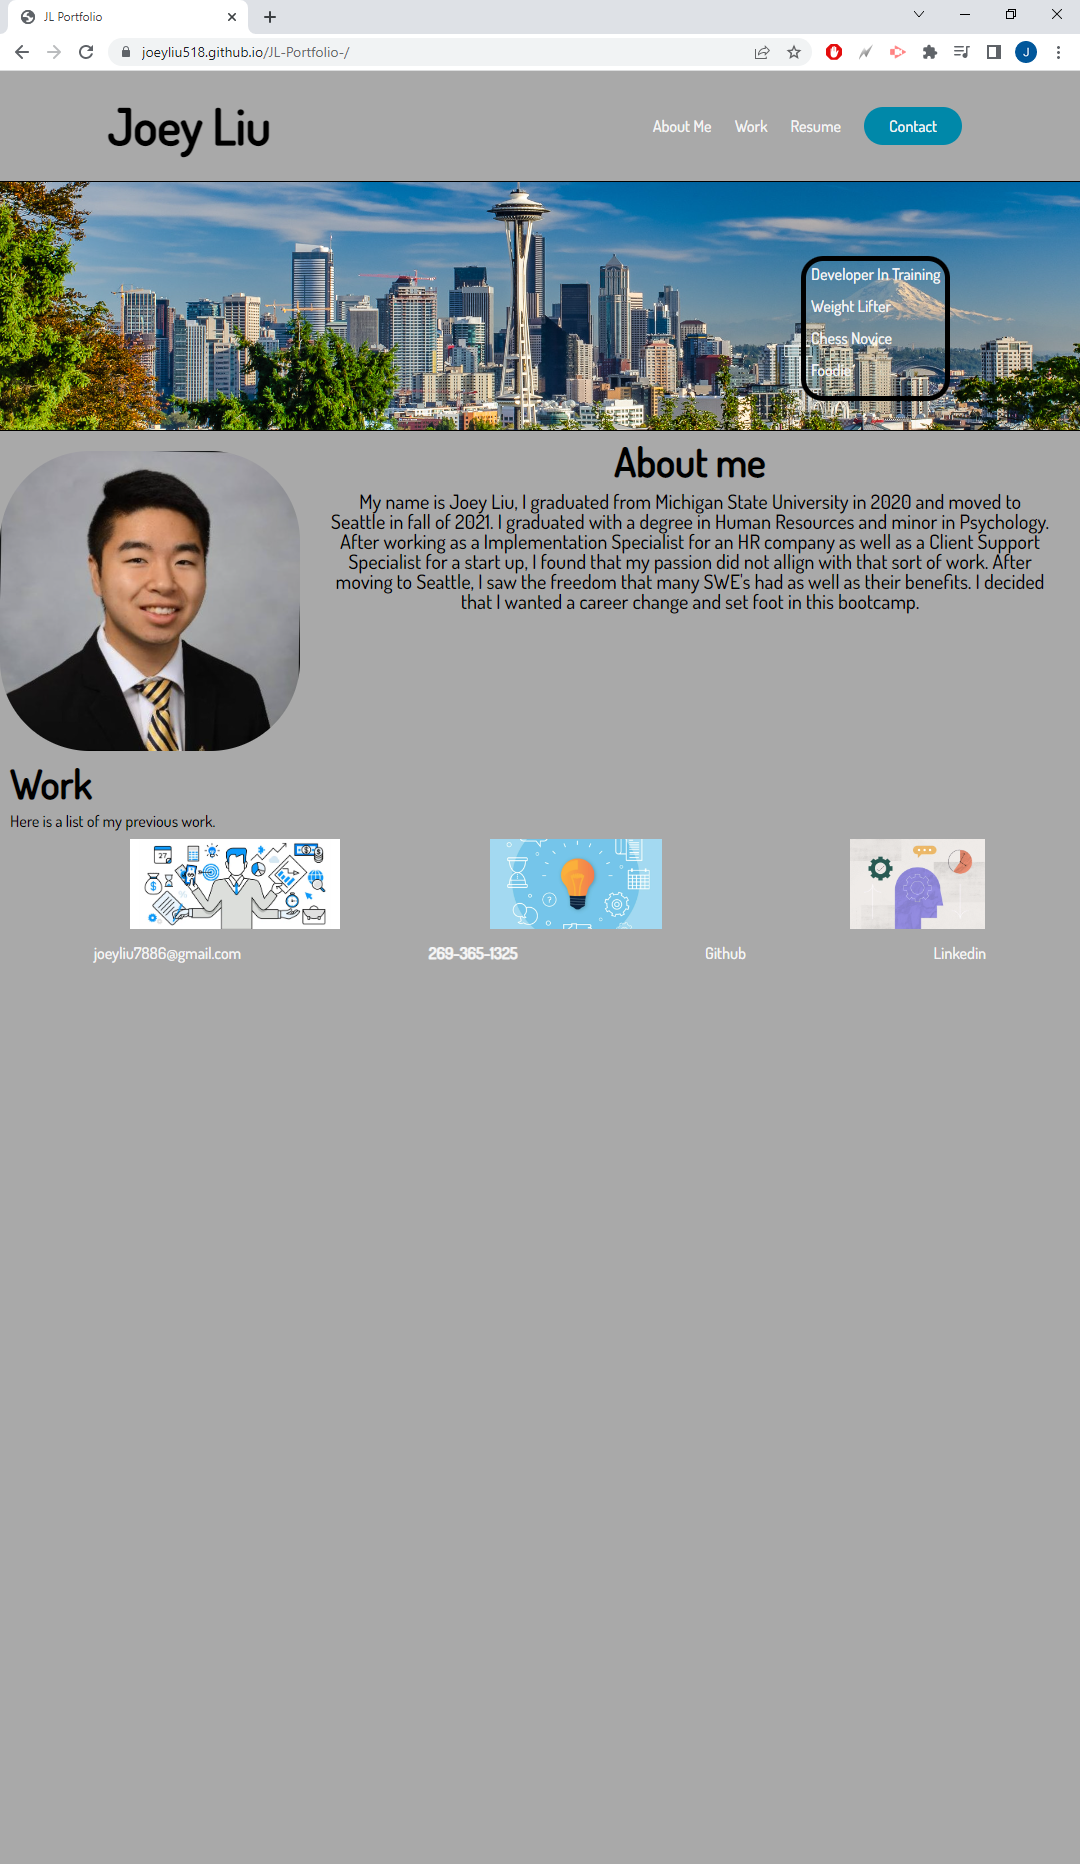 JL Portfolio
joeyliu518.github.io/JL-Portfolio-/
J
Joey Liu
About Me
Work
Resume
Contact
Developer In Training
Weight Lifter
Chess Novice
Foodie
About me
My name is Joey Liu, I graduated from Michigan State University in 2020 and moved to
Seattle in fall of 2021. I graduated with a degree in Human Resources and minor in Psychology.
After working as a Implementation Specialist for an HR company as well as a Client Support
Specialist for a start up, I found that my passion did not allign with that sort of work. After
moving to Seattle, I saw the freedom that many SWE's had as well as their benefits. I decided
that I wanted a career change and set foot in this bootcamp.
Work
Here is a list of my previous work.
27
joeyliu7886@gmail.com
269-365-1325
Github
Linkedin